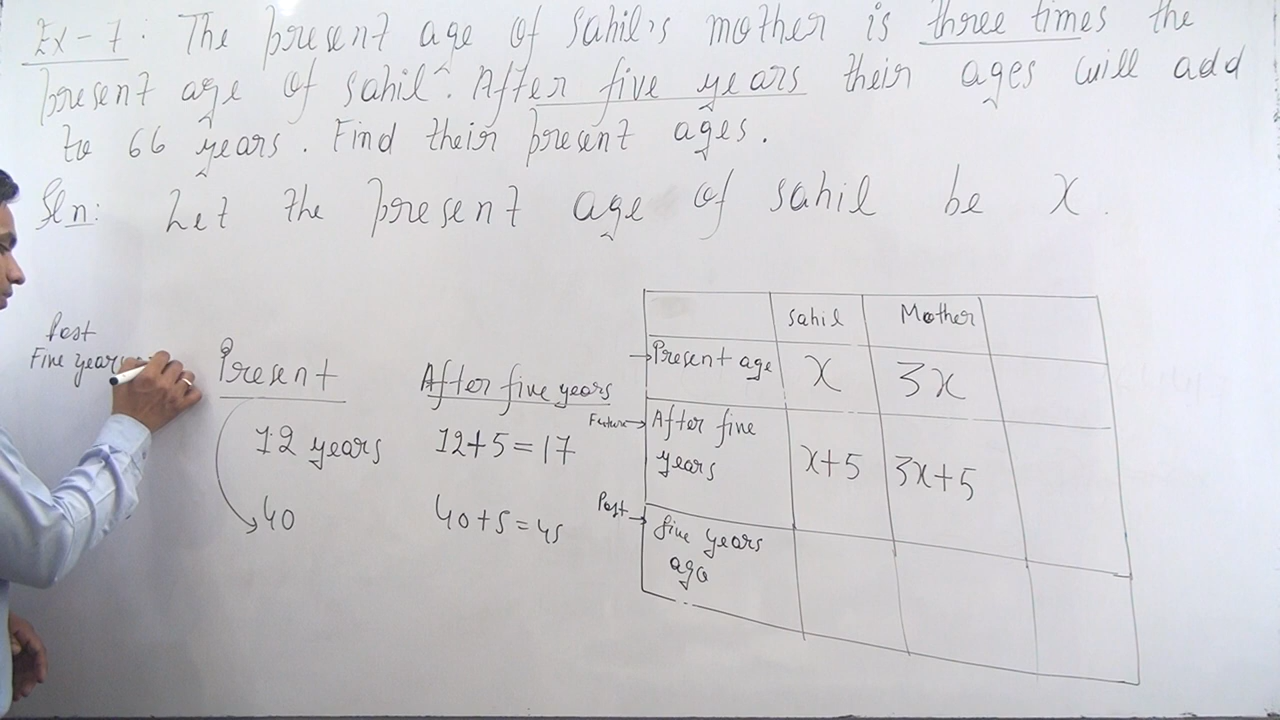 Ex-7: The present age of Sahil's mother is three times the
present age of Sahil. After five years their ages will add
to 66 years. Find their present ages.
Sln: Let the present age of Sahil be x.
Past
Five years
Present
12 years
40
After five years
12+5=17
40+5=45
Sahil Mother
Present age x 3x
Future After five
years x+5 3x+5
Past five years
ago